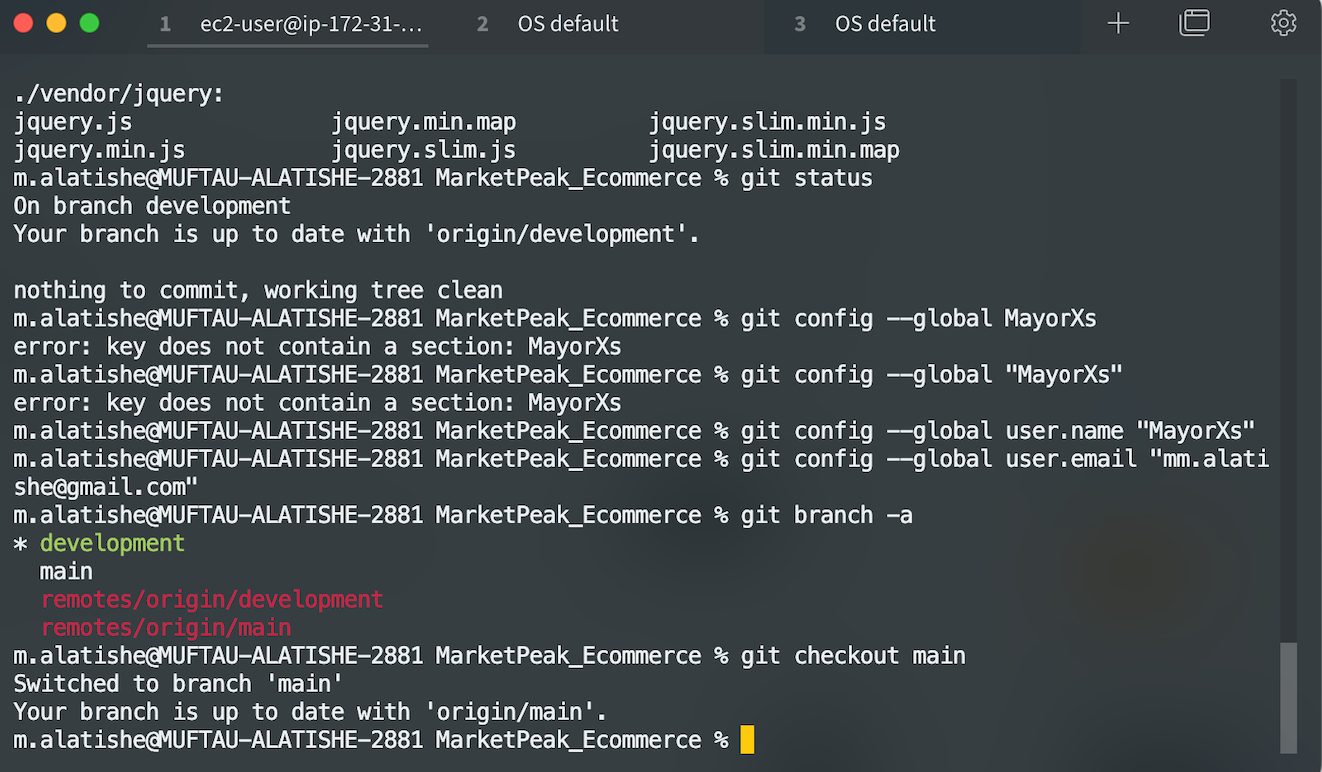 1 ec2-user@ip-172-31-... 2 OS default 3 OS default
./vendor/jquery:
jquery.js jquery.min.map jquery.slim.min.js
jquery.min.js jquery.slim.js jquery.slim.min.map
m.alatishe@MUFTAU-ALATISHE-2881 MarketPeak_Ecommerce % git status
On branch development
Your branch is up to date with 'origin/development'.
nothing to commit, working tree clean
m.alatishe@MUFTAU-ALATISHE-2881 MarketPeak_Ecommerce % git config --global MayorXs
error: key does not contain a section: MayorXs
m.alatishe@MUFTAU-ALATISHE-2881 MarketPeak_Ecommerce % git config --global "MayorXs"
error: key does not contain a section: MayorXs
m.alatishe@MUFTAU-ALATISHE-2881 MarketPeak_Ecommerce % git config --global user.name "MayorXs"
m.alatishe@MUFTAU-ALATISHE-2881 MarketPeak_Ecommerce % git config --global user.email "mm.alati
she@gmail.com"
m.alatishe@MUFTAU-ALATISHE-2881 MarketPeak_Ecommerce % git branch -a
* development
main
remotes/origin/development
remotes/origin/main
m.alatishe@MUFTAU-ALATISHE-2881 MarketPeak_Ecommerce % git checkout main
Switched to branch 'main'
Your branch is up to date with 'origin/main'.
m.alatishe@MUFTAU-ALATISHE-2881 MarketPeak_Ecommerce %